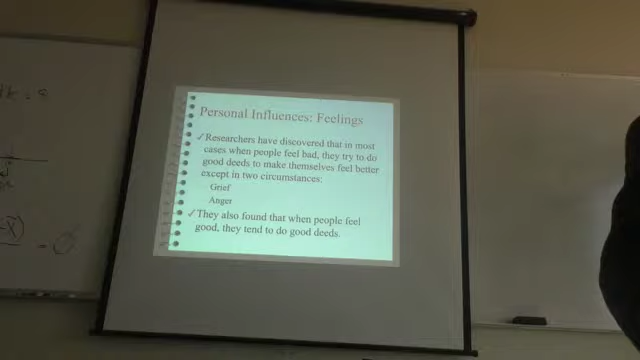 Personal Influences: Feelings
✓Researchers have discovered that in most
cases when people feel bad, they try to do
good deeds to make themselves feel better
except in two circumstances:
Grief
Anger
✓They also found that when people feel
good, they tend to do good deeds.